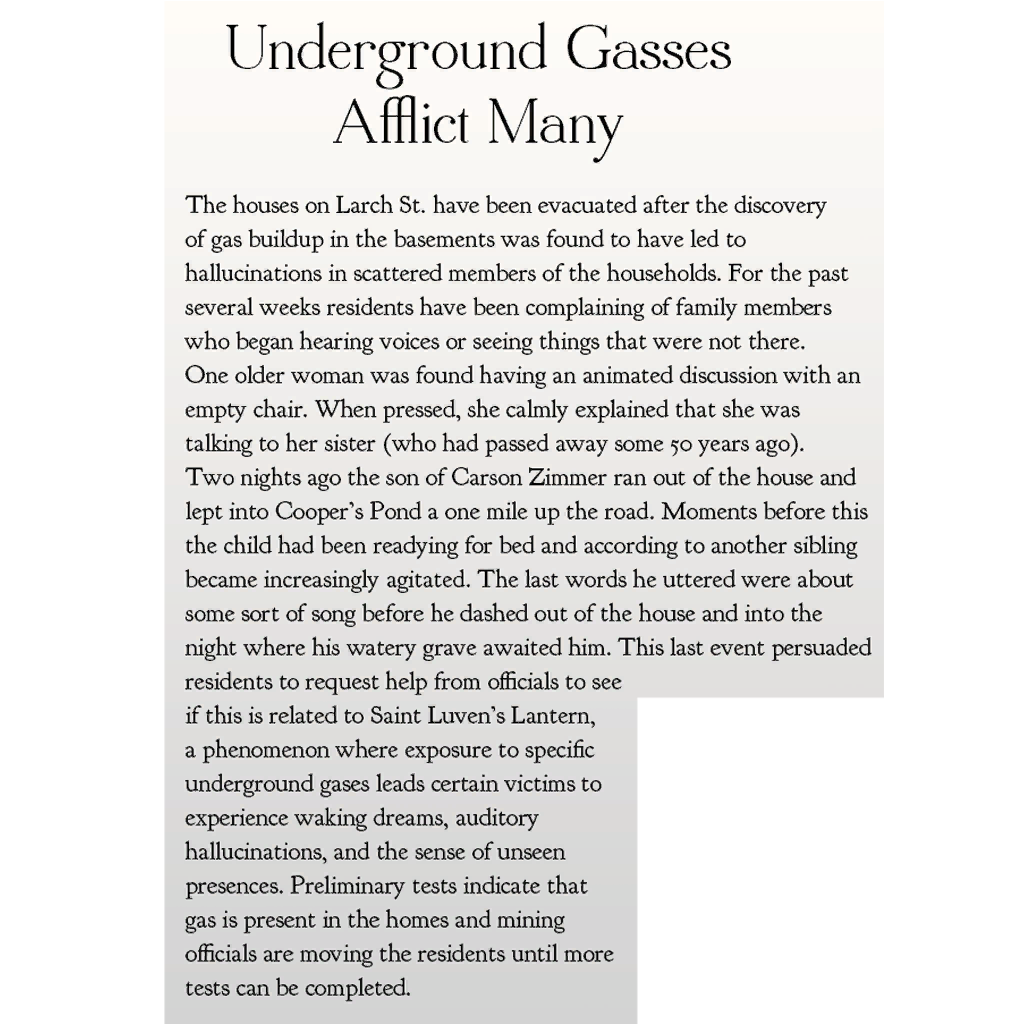 Underground Gasses
Afflict Many
The houses on Larch St. have been evacuated after the discovery
of gas buildup in the basements was found to have led to
hallucinations in scattered members of the households. For the past
several weeks residents have been complaining of family members
who began hearing voices or seeing things that were not there.
One older woman was found having an animated discussion with an
empty chair. When pressed, she calmly explained that she was
talking to her sister (who had passed away some 50 years ago).
Two nights ago the son of Carson Zimmer ran out of the house and
lept into Cooper's Pond a one mile up the road. Moments before this
the child had been readying for bed and according to another sibling
became increasingly agitated. The last words he uttered were about
some sort of song before he dashed out of the house and into the
night where his watery grave awaited him. This last event persuaded
residents to request help from officials to see
if this is related to Saint Luven's Lantern,
a phenomenon where exposure to specific
underground gases leads certain victims to
experience waking dreams, auditory
hallucinations, and the sense of unseen
presences. Preliminary tests indicate that
gas is present in the homes and mining
officials are moving the residents until more
tests can be completed.